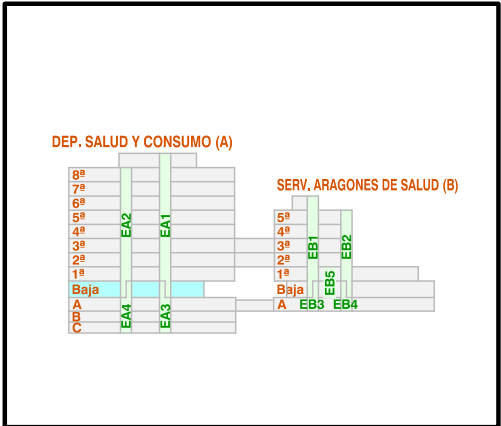 DEP. SALUD Y CONSUMO (A)
8ª
7ª
6ª
5ª
4ª
3ª
2ª
1ª
Baja
A
B
C
EA2
EA1
EA4
EA3
SERV. ARAGONES DE SALUD (B)
5ª
4ª
3ª
2ª
1ª
Baja
A
EB1
EB2
EB5
EB3
EB4